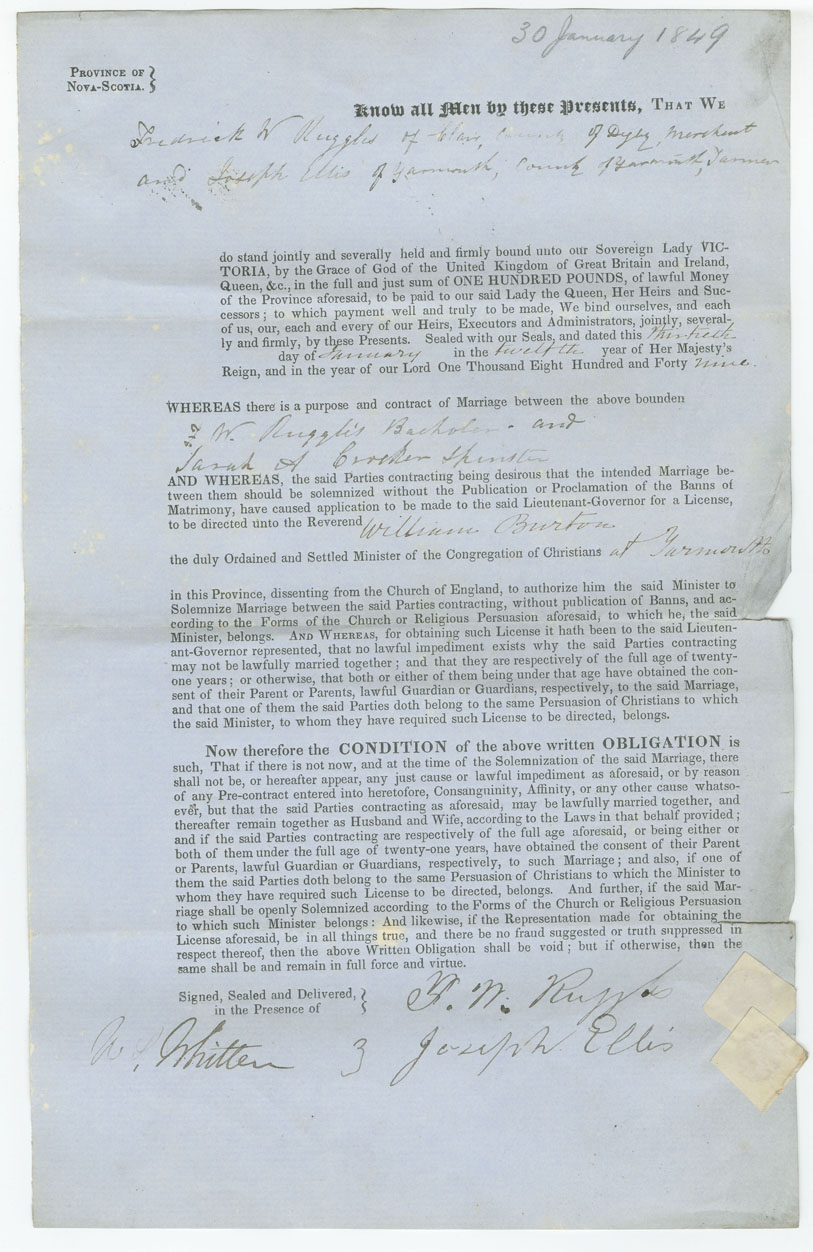 30 January 1849
PROVINCE OF
NOVA-SCOTIA.
Know all Men by these Presents, THAT WE
Fredrick W Ruggles of Clare, County of Digby, Merchant
and Joseph Ellis of Yarmouth, County of Yarmouth, Farmer
do stand jointly and severally held and firmly bound unto our Sovereign Lady VIC-
TORIA, by the Grace of God of the United Kingdom of Great Britain and Ireland,
Queen, &c., in the full and just sum of ONE HUNDRED POUNDS, of lawful Money
of the Province aforesaid, to be paid to our said Lady the Queen, Her Heirs and Suc-
cessors; to which payment well and truly to be made, We bind ourselves, and each
of us, our, each and every of our Heirs, Executors and Administrators, jointly, several-
ly and firmly, by these Presents. Sealed with our Seals, and dated this thirtieth
day of January in the twelfth year of Her Majesty's
Reign, and in the year of our Lord One Thousand Eight Hundred and Forty nine.
WHEREAS there is a purpose and contract of Marriage between the above bounden
W. Ruggles Bachelor. and
Sarah A Crocker Spinster
AND WHEREAS, the said Parties contracting being desirous that the intended Marriage be-
tween them should be solemnized without the Publication or Proclamation of the Banns of
Matrimony, have caused application to be made to the said Lieutenant-Governor for a License,
to be directed unto the Reverend William Burton
the duly Ordained and Settled Minister of the Congregation of Christians at Yarmouth
in this Province, dissenting from the Church of England, to authorize him the said Minister to
Solemnize Marriage between the said Parties contracting, without publication of Banns, and ac-
cording to the Forms of the Church or Religious Persuasion aforesaid, to which he, the said
Minister, belongs. AND WHEREAS, for obtaining such License it hath been to the said Lieuten-
ant-Governor represented, that no lawful impediment exists why the said Parties contracting
may not be lawfully married together; and that they are respectively of the full age of twenty-
one years; or otherwise, that both or either of them being under that age have obtained the con-
sent of their Parent or Parents, lawful Guardian or Guardians, respectively, to the said Marriage,
and that one of them the said Parties doth belong to the same Persuasion of Christians to which
the said Minister, to whom they have required such License to be directed, belongs.
Now therefore the CONDITION of the above written OBLIGATION is
such, That if there is not now, and at the time of the Solemnization of the said Marriage, there
shall not be, or hereafter appear, any just cause or lawful impediment as aforesaid, or by reason
of any Pre-contract entered into heretofore, Consanguinity, Affinity, or any other cause whatso-
ever, but that the said Parties contracting as aforesaid, may be lawfully married together, and
thereafter remain together as Husband and Wife, according to the Laws in that behalf provided;
and if the said Parties contracting are respectively of the full age aforesaid, or being either or
both of them under the full age of twenty-one years, have obtained the consent of their Parent
or Parents, lawful Guardian or Guardians, respectively, to such Marriage; and also, if one of
them the said Parties doth belong to the same Persuasion of Christians to which the Minister to
whom they have required such License to be directed, belongs. And further, if the said Mar-
riage shall be openly Solemnized according to the Forms of the Church or Religious Persuasion
to which such Minister belongs: And likewise, if the Representation made for obtaining the
License aforesaid, be in all things true, and there be no fraud suggested or truth suppressed in
respect thereof, then the above Written Obligation shall be void; but if otherwise, then the
same shall be and remain in full force and virtue.
Signed, Sealed and Delivered,
in the Presence of
F. W. Ruggles
Whitten
Joseph Ellis